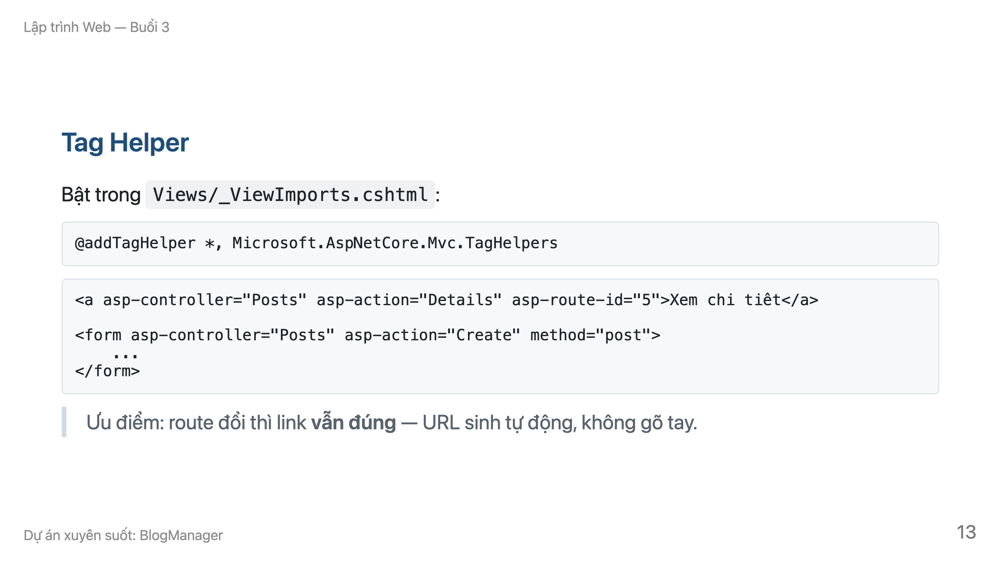 Lập trình Web — Buổi 3
Tag Helper
Bật trong Views/_ViewImports.cshtml:
@addTagHelper *, Microsoft.AspNetCore.Mvc.TagHelpers
<a asp-controller="Posts" asp-action="Details" asp-route-id="5">Xem chi tiêt</a>
<form asp-controller="Posts" asp-action="Create" method="post">
    ...
</form>
Ưu điểm: route đổi thì link vẫn đúng — URL sinh tự động, không gõ tay.
Dự án xuyên suốt: BlogManager
13